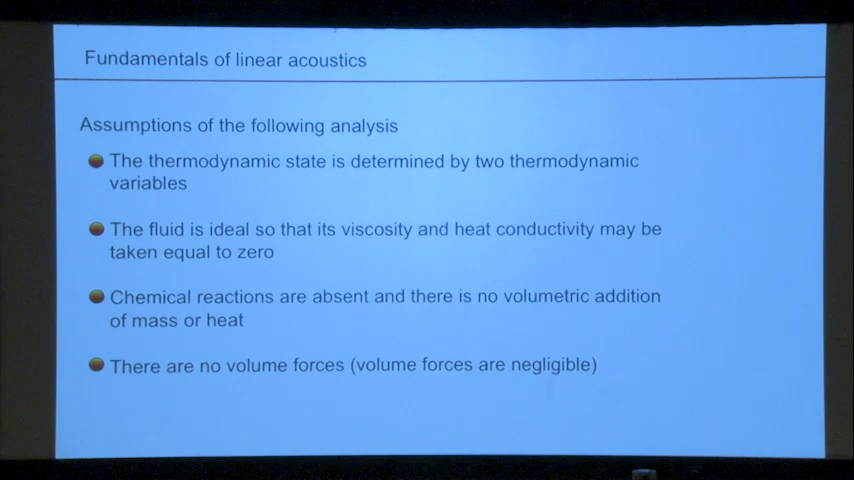 Fundamentals of linear acoustics
Assumptions of the following analysis
The thermodynamic state is determined by two thermodynamic
variables
The fluid is ideal so that its viscosity and heat conductivity may be
taken equal to zero
Chemical reactions are absent and there is no volumetric addition
of mass or heat
There are no volume forces (volume forces are negligible)